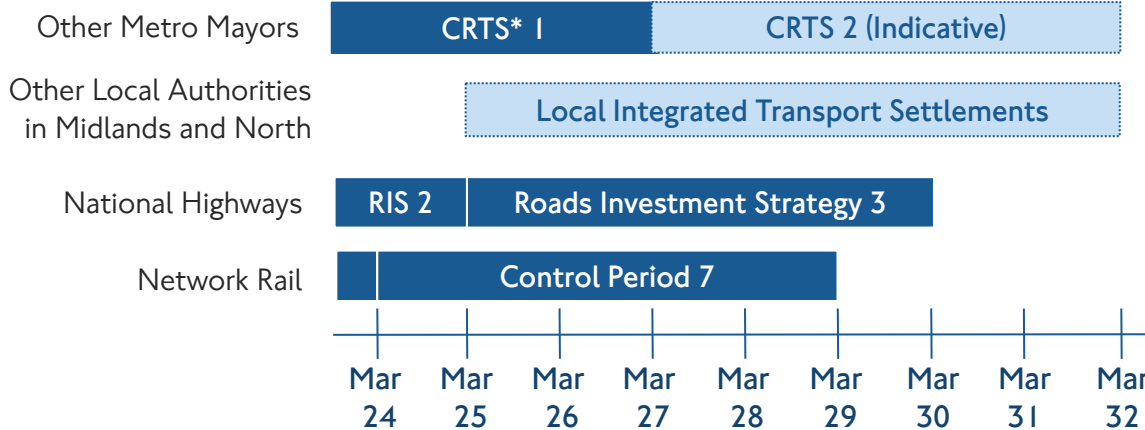 Other Metro Mayors
CRTS* 1
CRTS 2 (Indicative)
Other Local Authorities
in Midlands and North
Local Integrated Transport Settlements
National Highways
RIS 2
Roads Investment Strategy 3
Network Rail
Control Period 7
Mar Mar Mar Mar Mar Mar Mar Mar Mar
24 25 26 27 28 29 30 31 32